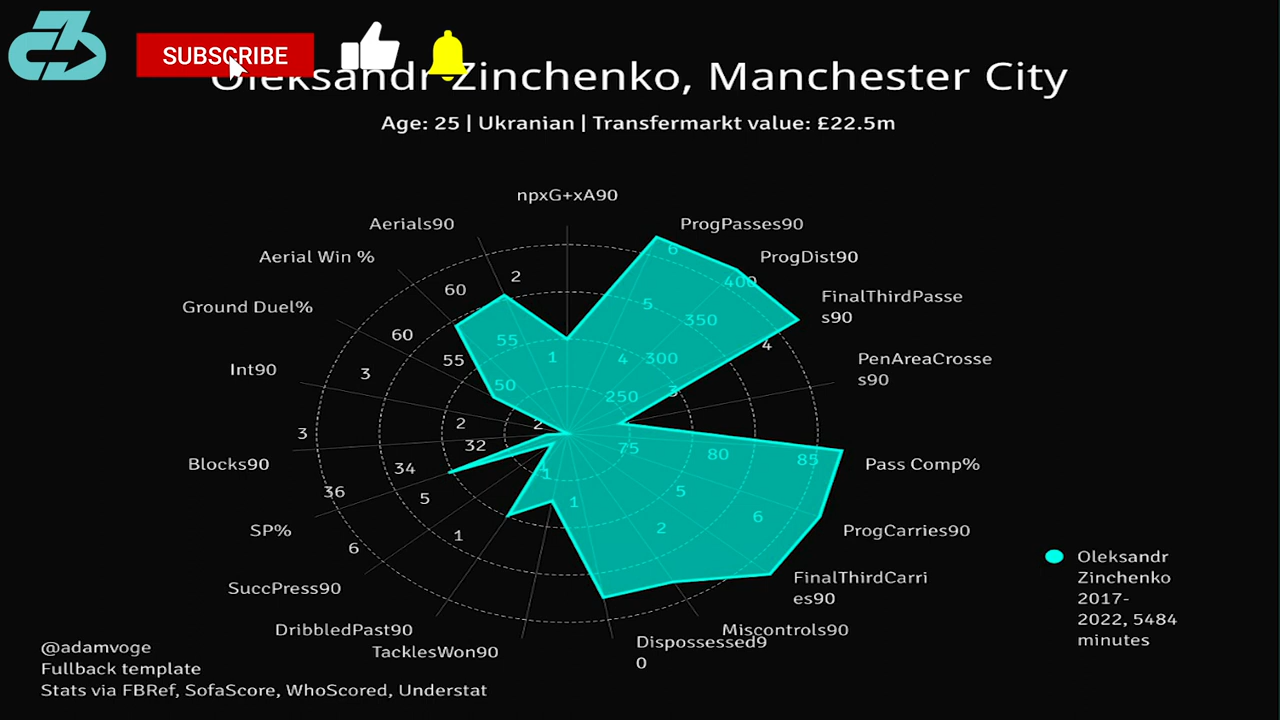 SUBSCRIBE
Oleksandr Zinchenko, Manchester City
Age: 25 | Ukranian | Transfermarkt value: £22.5m
npxG+xA90
Aerials90
ProgPasses90
Aerial Win %
ProgDist90
6
2
400
60
FinalThirdPasse
s90
Ground Duel%
5
350
60
55
4
PenAreaCrosse
s90
1
4
300
55
Int90
3
50
3
250
2
2
3
32
75
80
85
Blocks90
Pass Comp%
34
1
36
5
5
1
6
SP%
2
ProgCarries90
1
6
SuccPress90
FinalThirdCarri
es90
DribbledPast90
Miscontrols90
TacklesWon90
Dispossessed9
0
Oleksandr
Zinchenko
2017-
2022, 5484
minutes
@adamvoge
Fullback template
Stats via FBRef, SofaScore, WhoScored, Understat